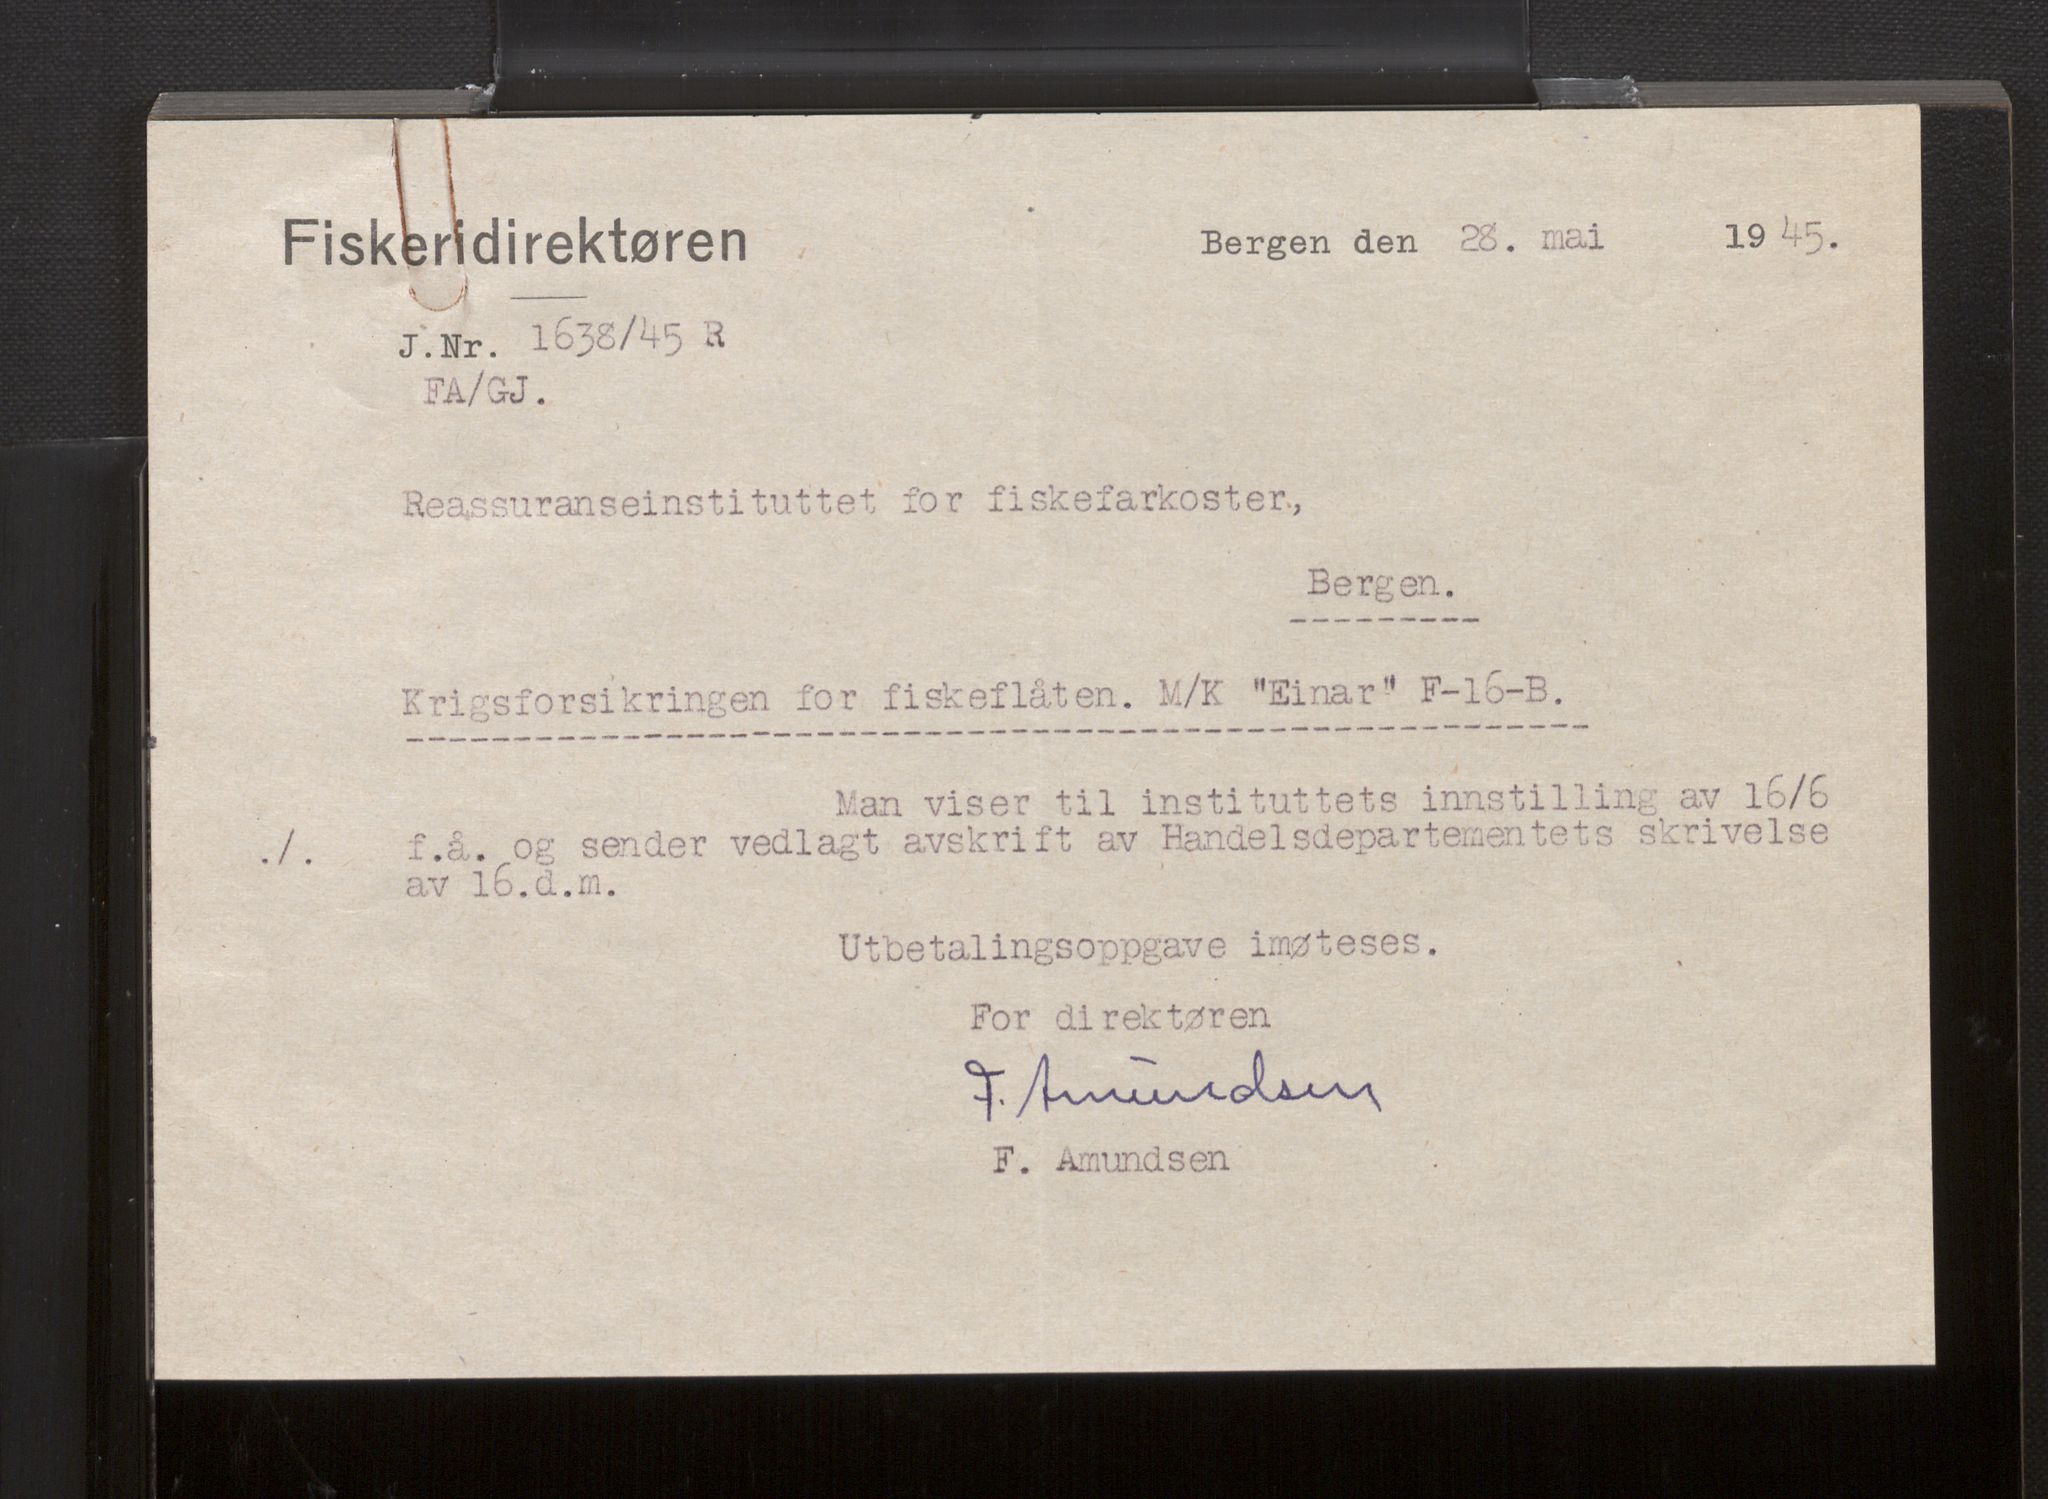 Fiskeridirektøren
Bergen den 28. mai 1945.
J.Nr. 1638/45 R
FA/GJ.
Reassuranseinstituttet for fiskefarkoster,
Bergen.
Krigsforsikringen for fiskeflåten. M/K "Einar" F-16-B.
Man viser til instituttets innstilling av 16/6
./. f.å. og sender vedlagt avskrift av Handelsdepartementets skrivelse
av 16.d.m.
Utbetalingsoppgave imøteses.
For direktøren
F. Amundsen
F. Amundsen